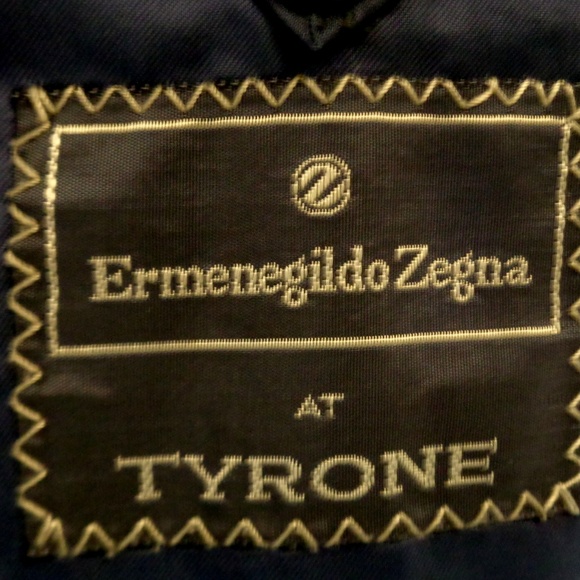 Z
Ermenegildo Zegna
AT
TYRONE